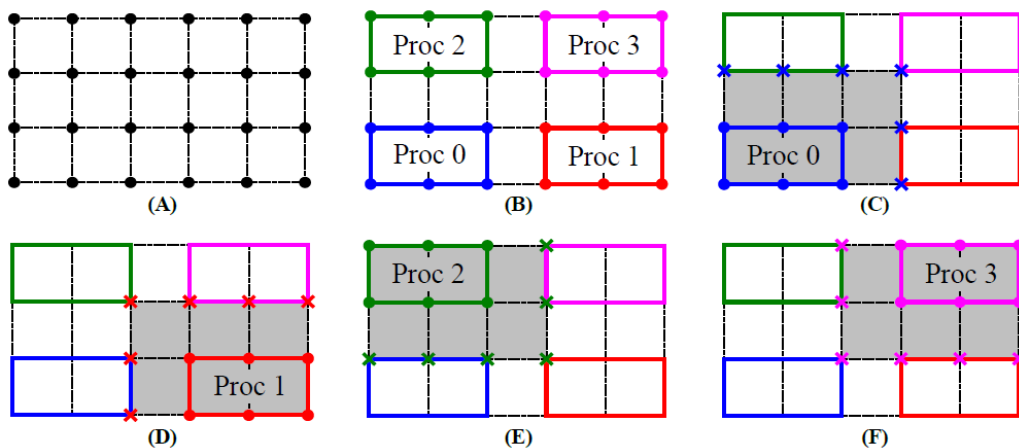 Proc 2
Proc 3
Proc 0
Proc 1
Proc 0
(A)
(B)
(C)
Proc 2
Proc 3
Proc 1
(D)
(E)
(F)